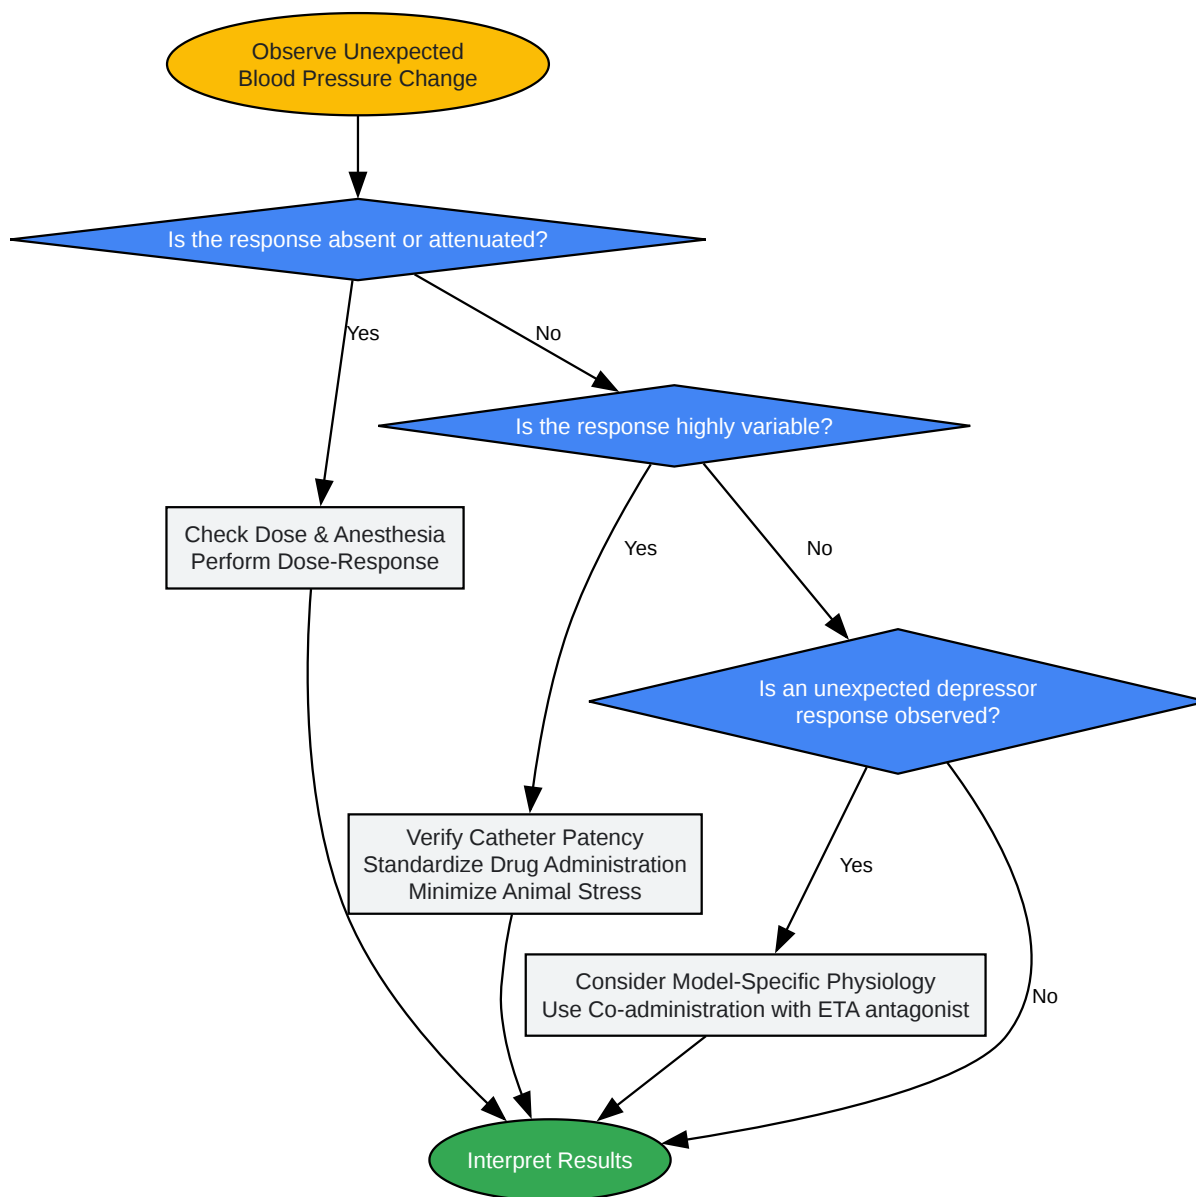 Observe Unexpected
Blood Pressure Change
Is the response absent or attenuated?
Yes
No
Is the response highly variable?
Check Dose & Anesthesia
Perform Dose-Response
Yes
No
Is an unexpected depressor
response observed?
Verify Catheter Patency
Standardize Drug Administration
Minimize Animal Stress
Yes
Consider Model-Specific Physiology
Use Co-administration with ETA antagonist
No
Interpret Results